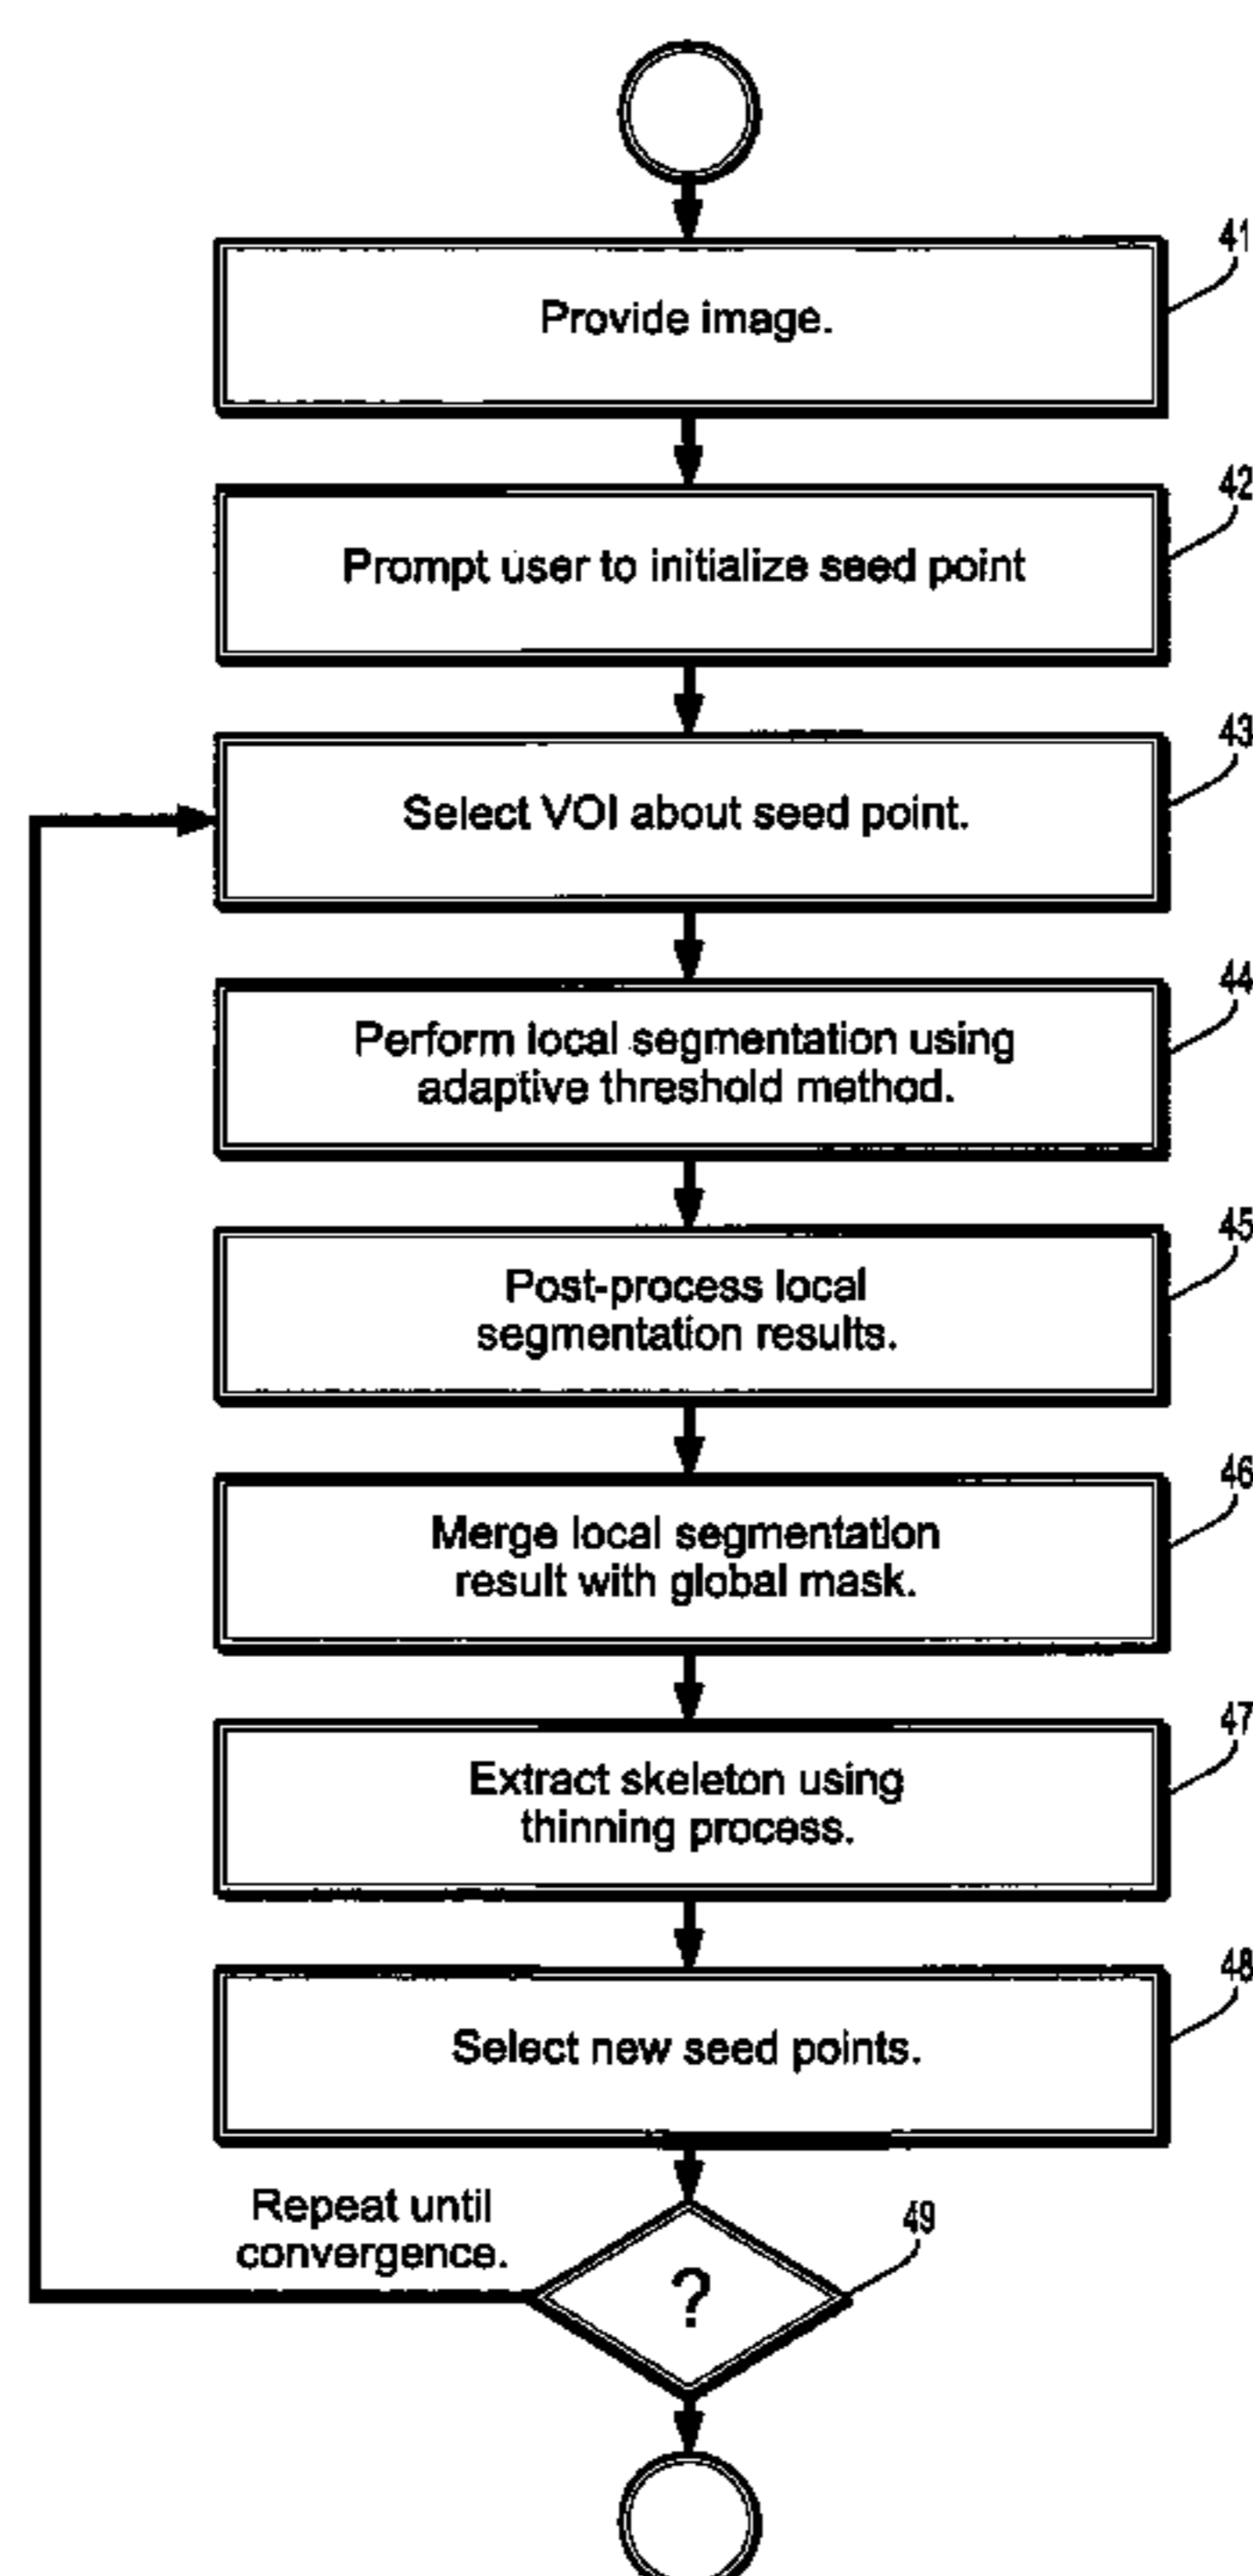 41
Provide image.
42
Prompt user to initialize seed point
43
Select VOI about seed point.
44
Perform local segmentation using
adaptive threshold method.
45
Post-process local
segmentation results.
46
Merge local segmentation
result with global mask.
47
Extract skeleton using
thinning process.
48
Select new seed points.
Repeat until
convergence.
49
?